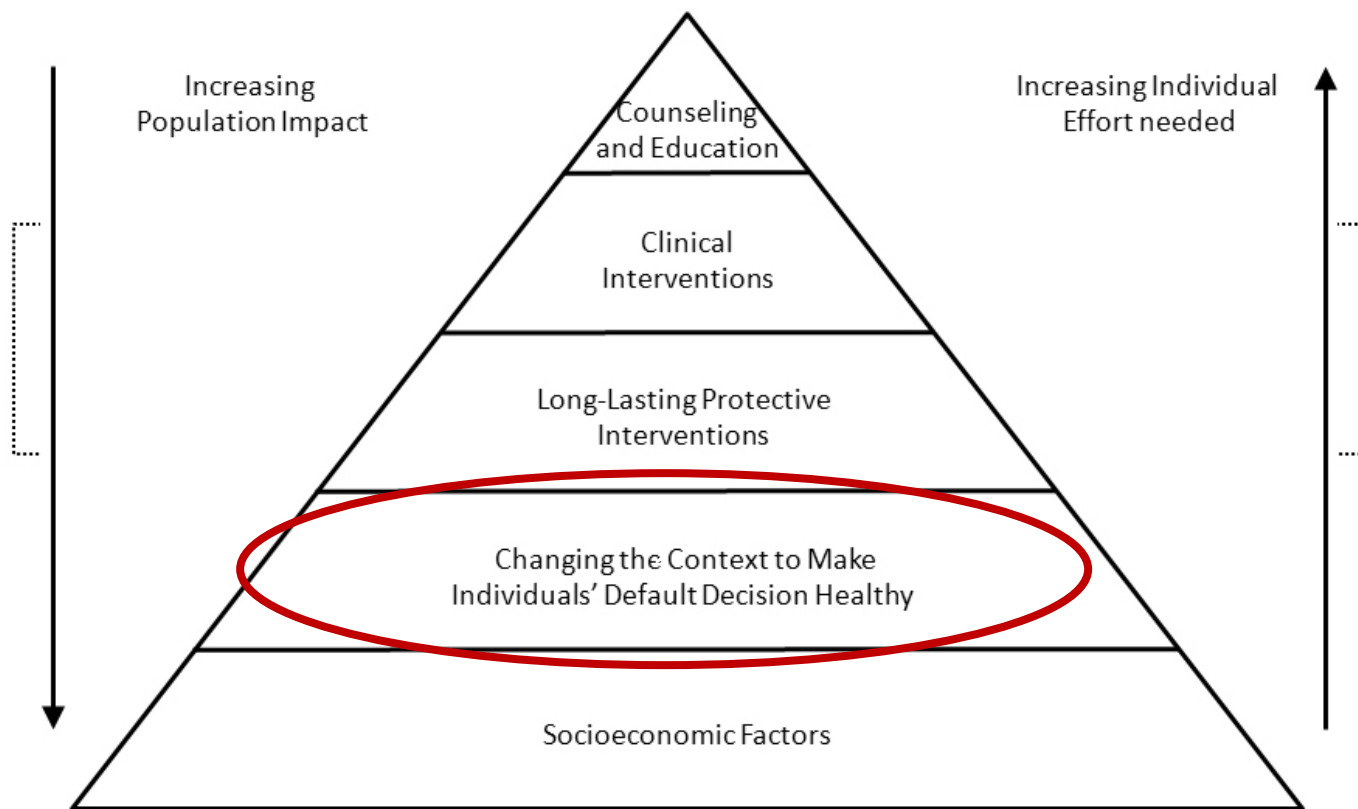 Increasing
Population Impact
Increasing Individual
Effort needed
Counseling
and Education
Clinical
Interventions
Long-Lasting Protective
Interventions
Changing the Context to Make
Individuals’ Default Decision Healthy
Socioeconomic Factors